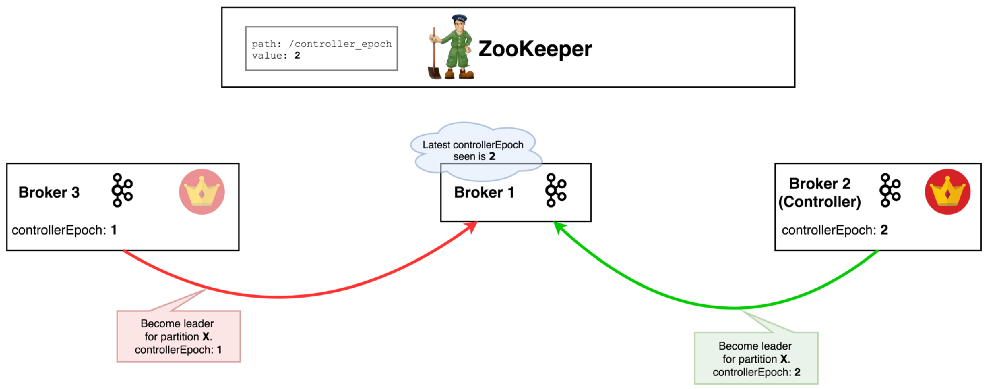 path: /controller_epoch
value: 2
ZooKeeper
Latest controllerEpoch
seen is 2
Broker 3
controllerEpoch: 1
Broker 1
Broker 2
(Controller)
controllerEpoch: 2
Become leader
for partition X.
controllerEpoch: 1
Become leader
for partition X.
controllerEpoch: 2